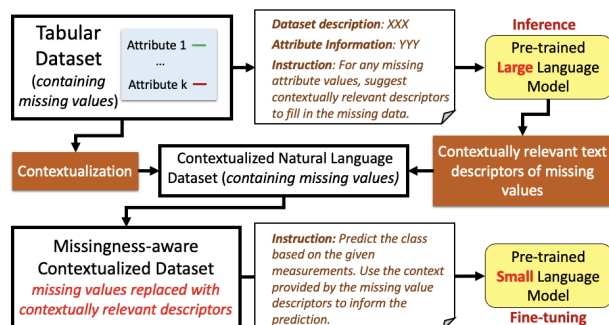 Tabular
Dataset
(containing
missing values)
Attribute 1
...
Attribute k
Dataset description: XXX
Attribute Information: YYY
Instruction: For any missing
attribute values, suggest
contextually relevant descriptors
to fill in the missing data.
Inference
Pre-trained
Large Language
Model
Contextualization
Contextualized Natural Language
Dataset (containing missing values)
Contextually relevant text
descriptors of missing
values
Missingness-aware
Contextualized Dataset
missing values replaced with
contextually relevant descriptors
Instruction: Predict the class
based on the given
measurements. Use the context
provided by the missing value
descriptors to inform the
prediction.
Pre-trained
Small Language
Model
Fine-tuning